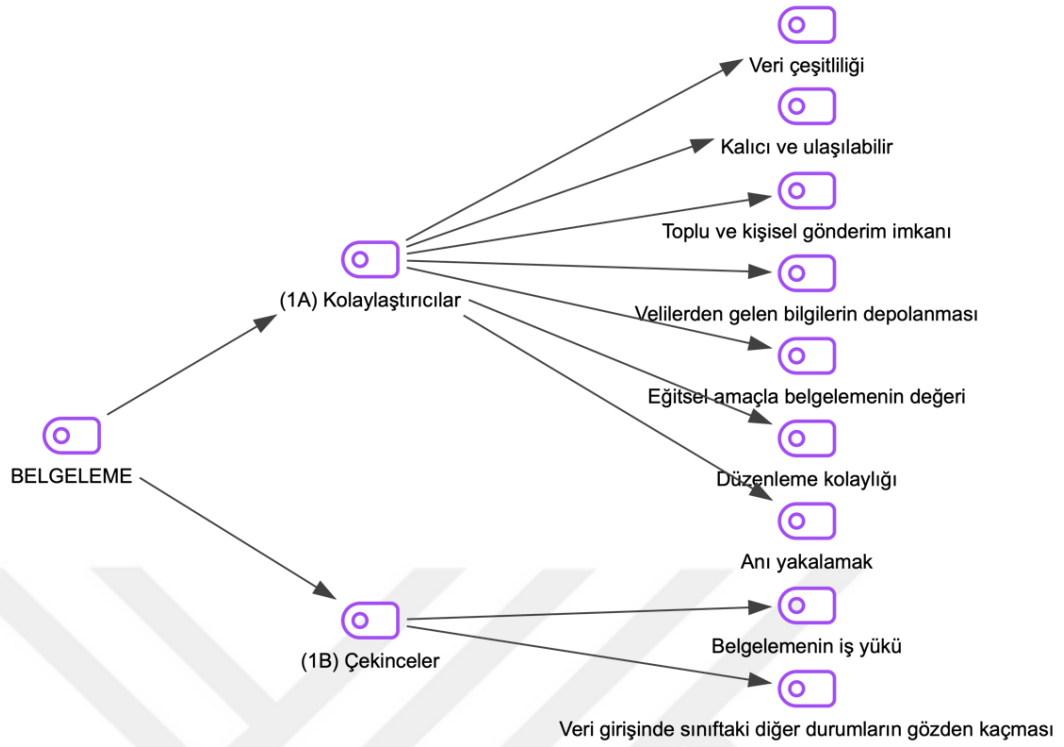 Veri çeşitliliği
Kalıcı ve ulaşılabilir
Toplu ve kişisel gönderim imkanı
(1A) Kolaylaştırıcılar
Velilerden gelen bilgilerin depolanması
Eğitsel amaçla belgelemenin değeri
BELGELEME
Düzenleme kolaylığı
Anı yakalamak
(1B) Çekinceler
Belgelemenin iş yükü
Veri girişinde sınıftaki diğer durumların gözden kaçması